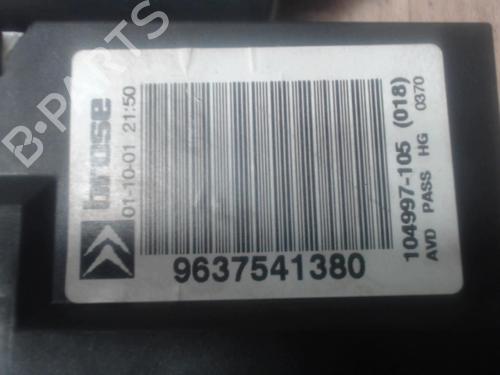 B-PARTS
brose
01-10-01 21:50
9637541380
104997-105 (018)
AVD PASS HG 0370